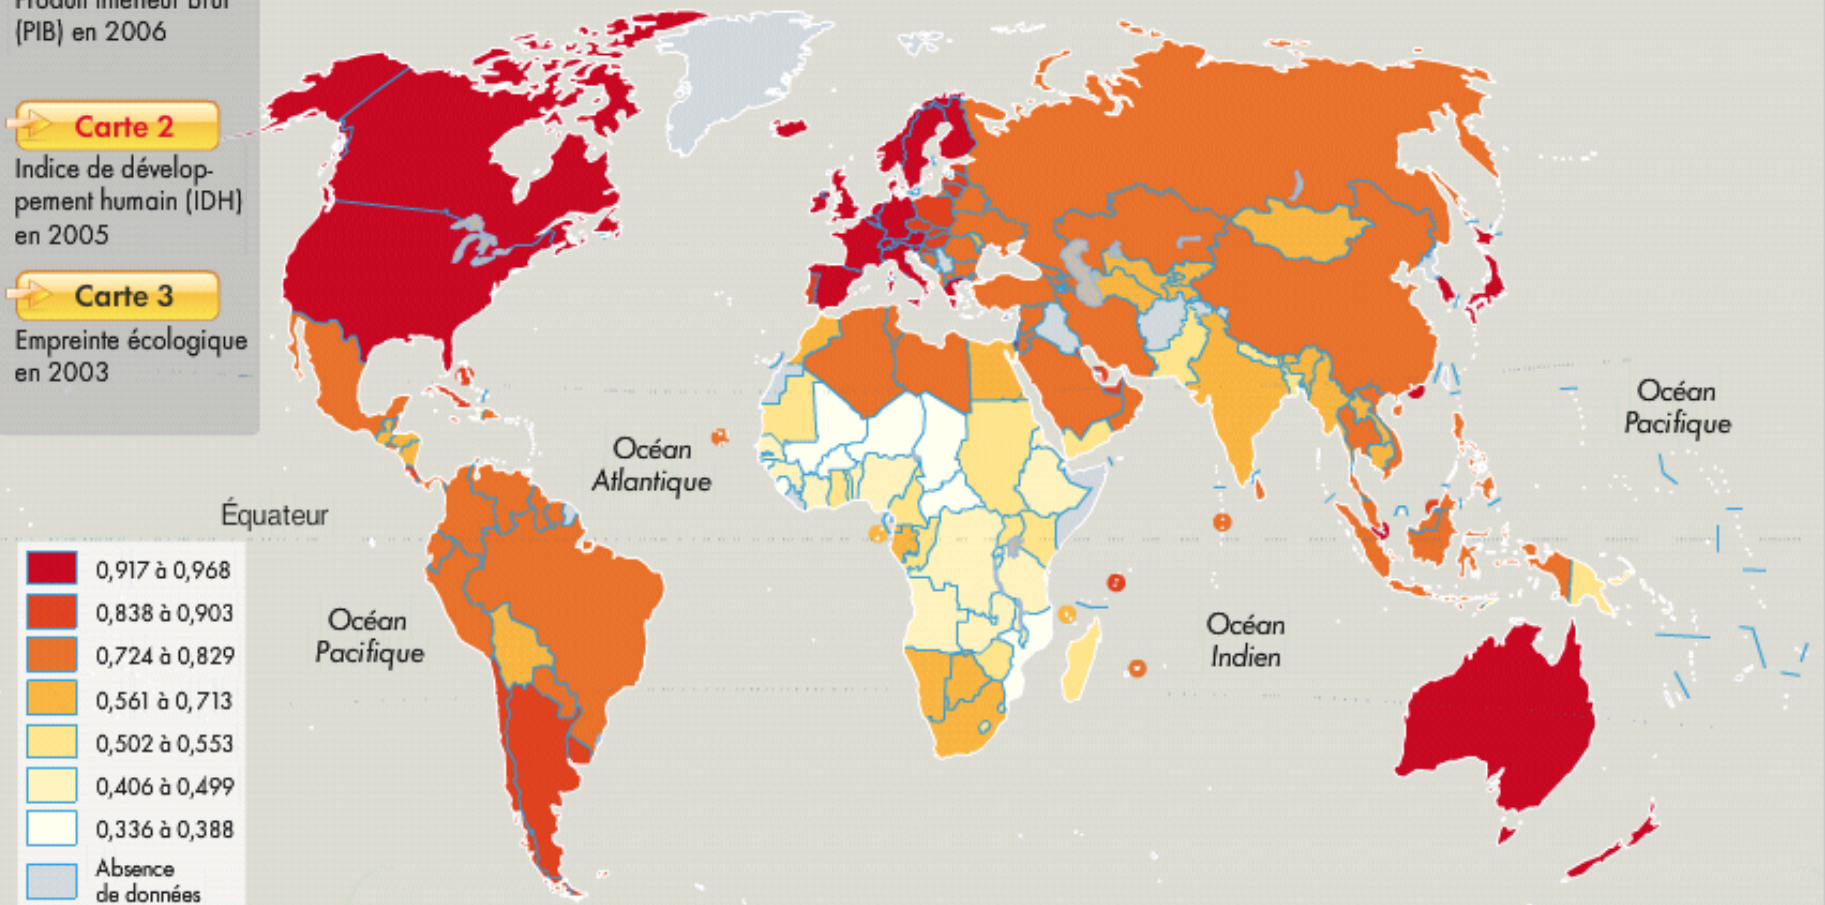 Produit intérieur brut
(PIB) en 2006
Carte 2
Indice de dévelop-
pement humain (IDH)
en 2005
Carte 3
Empreinte écologique
en 2003
Océan
Atlantique
Océan
Pacifique
Équateur
Océan
Pacifique
Océan
Indien
0,917 à 0,968
0,838 à 0,903
0,724 à 0,829
0,561 à 0,713
0,502 à 0,553
0,406 à 0,499
0,336 à 0,388
Absence
de données